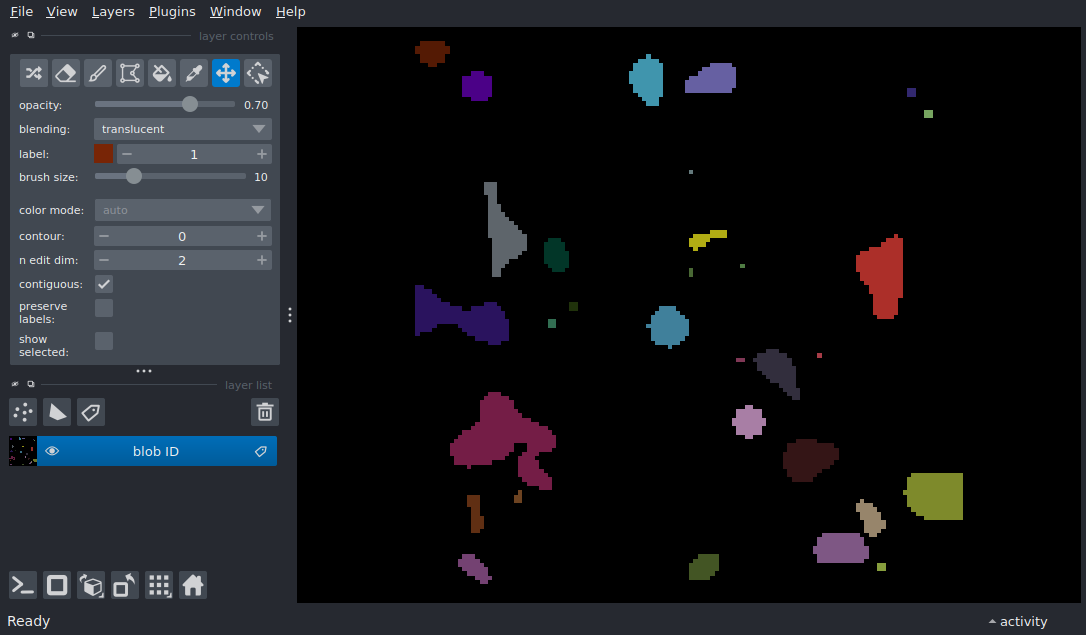 File View Layers Plugins Window Help
layer controls
opacity: 0.70
blending: translucent
label: 1
brush size: 10
color mode: auto
contour: 0
n edit dim: 2
contiguous:
preserve
labels:
show
selected:
layer list
blob ID
Ready
activity